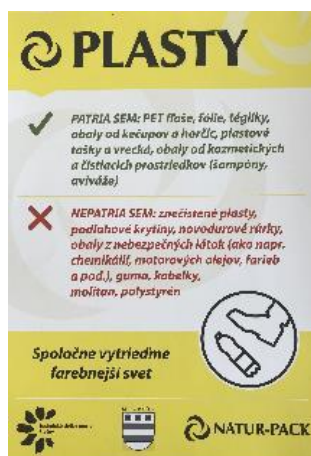 PLASTY
PATRIA SEM: PET fľaše, fólie, tégliky,
obaly od kečupov a horčíc, plastové
tašky a vrecká, obaly od kozmetických
a čistiacich prostriedkov (šampóny,
aviváže)
NEPATRIA SEM: znečistené plasty,
podlahové krytiny, novodurové rúrky,
obaly z nebezpečných látok (ako napr.
chemikálií, motorových olejov, farieb
a pod.), guma, kabelky,
molitan, polystyrén
Spoločne vytriedime
farebnejší svet
NATUR-PACK